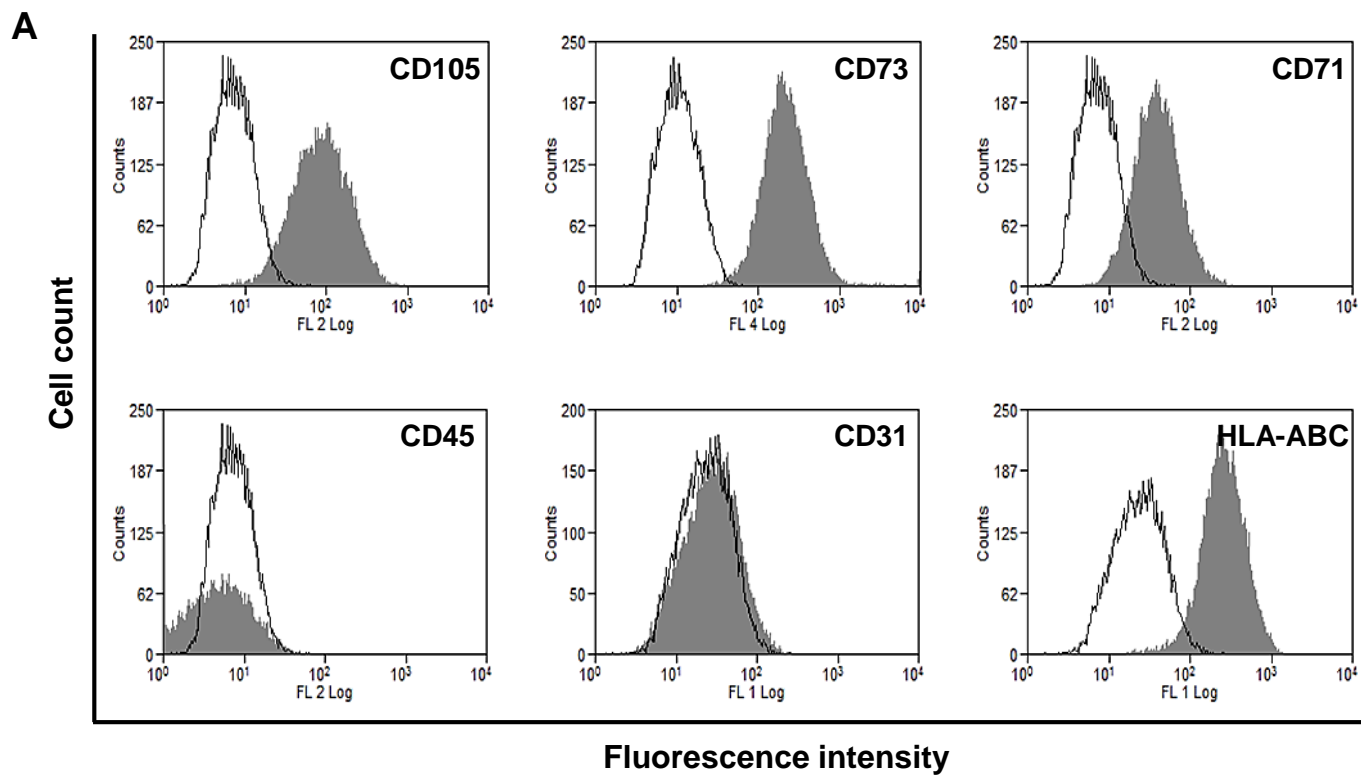 A
Cell count
CD105
Counts
250
187
125
62
0
10^0 10^1 10^2 10^3 10^4
FL 2 Log
CD73
Counts
250
187
125
62
0
10^0 10^1 10^2 10^3 10^4
FL 4 Log
CD71
Counts
250
187
125
62
0
10^0 10^1 10^2 10^3 10^4
FL 2 Log
CD45
Counts
250
187
125
62
0
10^0 10^1 10^2 10^3 10^4
FL 2 Log
CD31
Counts
200
150
100
50
0
10^0 10^1 10^2 10^3 10^4
FL 1 Log
HLA-ABC
Counts
250
187
125
62
0
10^0 10^1 10^2 10^3 10^4
FL 1 Log
Fluorescence intensity